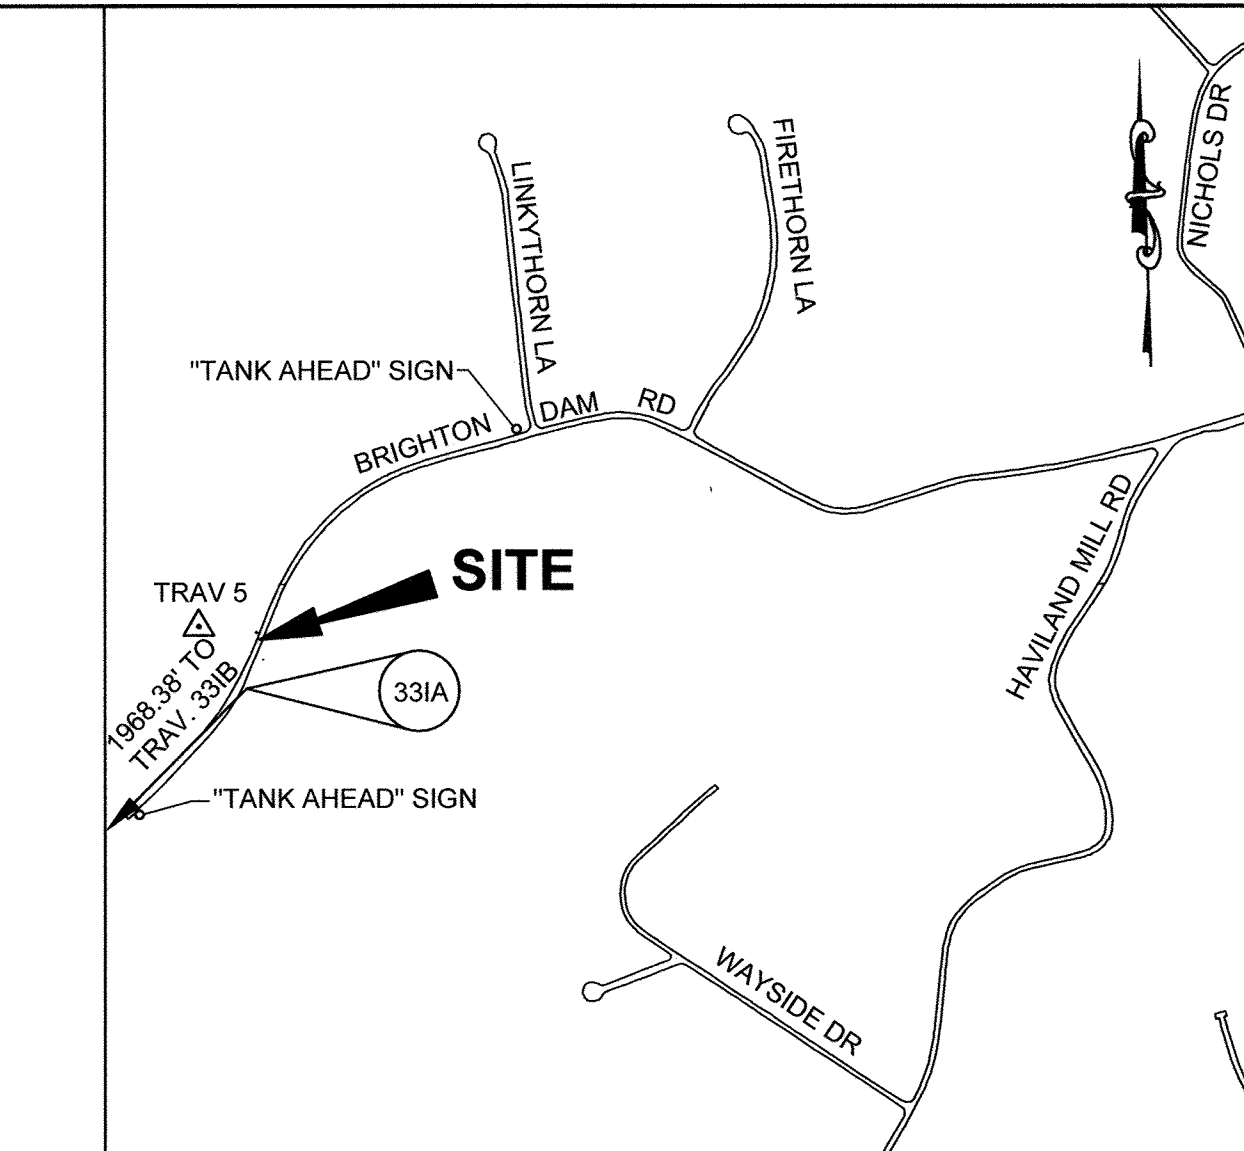 NICHOLS DR
LINKYTHORN LA
FIRETHORN LA
"TANK AHEAD" SIGN
BRIGHTON DAM RD
HAVILAND MILL RD
SITE
TRAV 5
1968.38' TO
TRAV. 33IB
33IA
"TANK AHEAD" SIGN
WAYSIDE DR